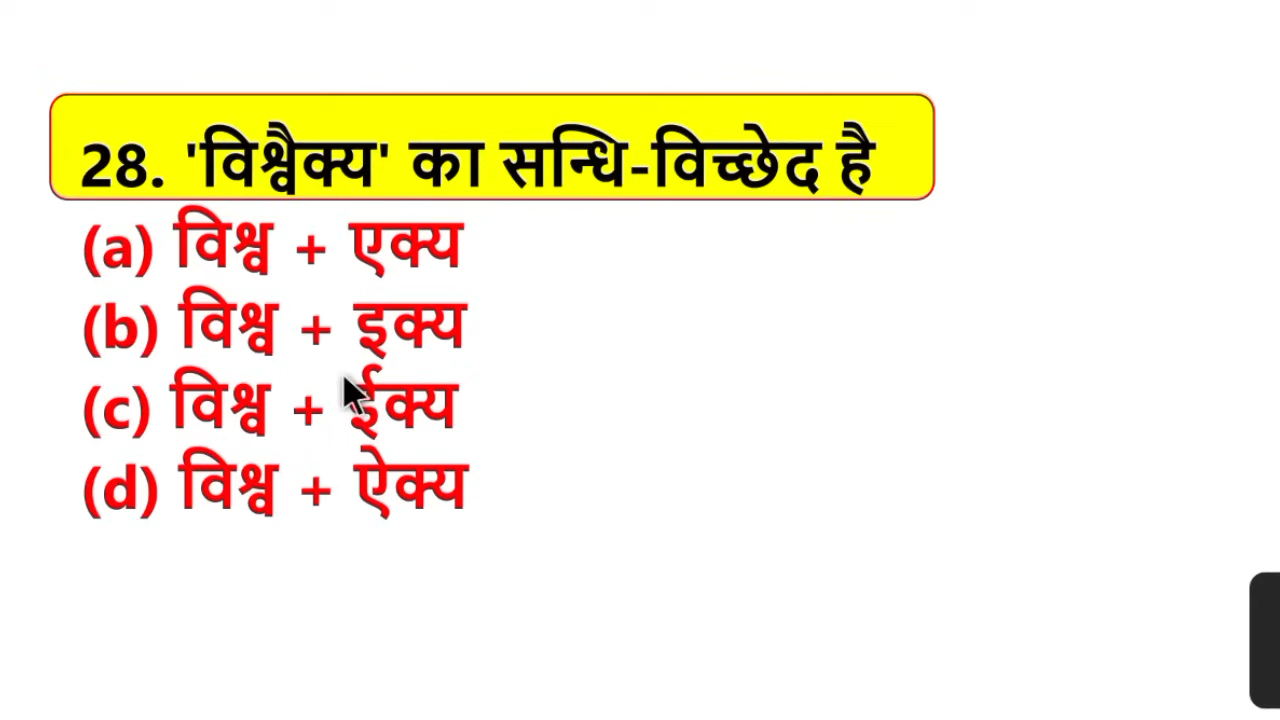 28. 'विश्वैक्य' का सन्धि-विच्छेद है
(a) विश्व + एक्य
(b) विश्व + इक्य
(c) विश्व + ईक्य
(d) विश्व + ऐक्य